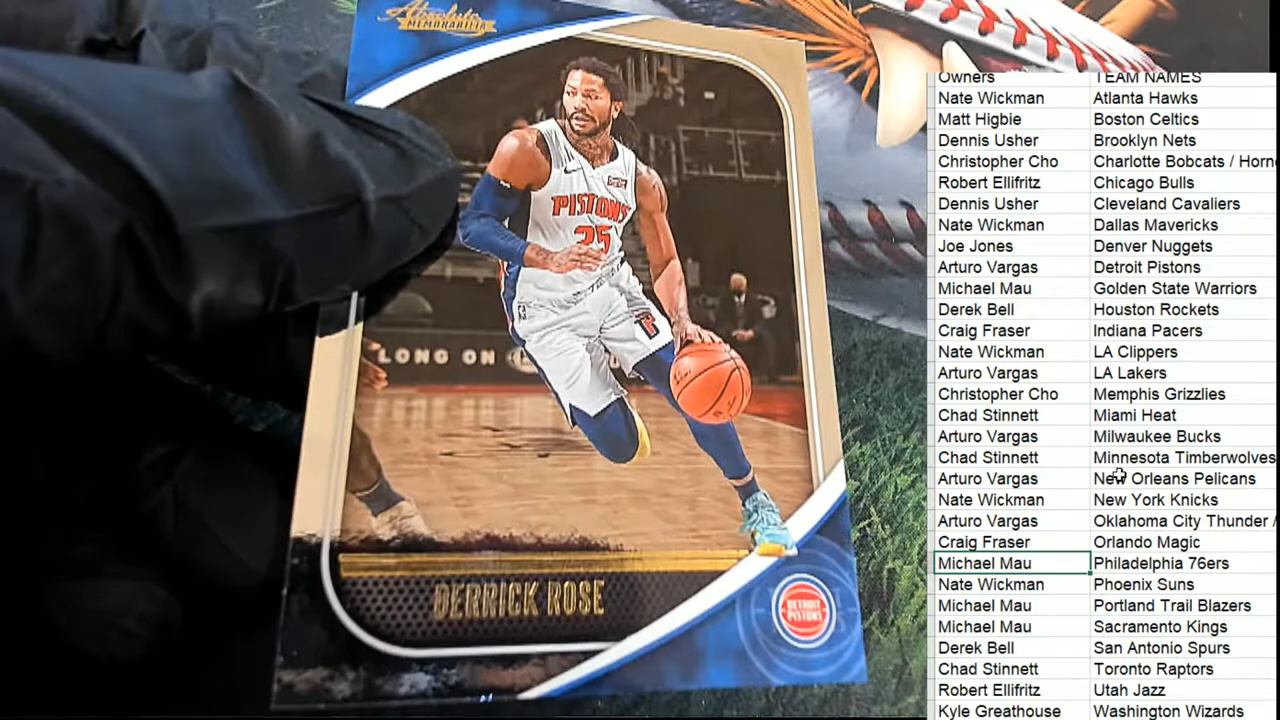 Absolute
MEMORABILIA
PISTONS
25
LONG ON
DERRICK ROSE
DETROIT
PISTONS
Owners TEAM NAMES
Nate Wickman Atlanta Hawks
Matt Higbie Boston Celtics
Dennis Usher Brooklyn Nets
Christopher Cho Charlotte Bobcats / Horn
Robert Ellifritz Chicago Bulls
Dennis Usher Cleveland Cavaliers
Nate Wickman Dallas Mavericks
Joe Jones Denver Nuggets
Arturo Vargas Detroit Pistons
Michael Mau Golden State Warriors
Derek Bell Houston Rockets
Craig Fraser Indiana Pacers
Nate Wickman LA Clippers
Arturo Vargas LA Lakers
Christopher Cho Memphis Grizzlies
Chad Stinnett Miami Heat
Arturo Vargas Milwaukee Bucks
Chad Stinnett Minnesota Timberwolves
Arturo Vargas New Orleans Pelicans
Nate Wickman New York Knicks
Arturo Vargas Oklahoma City Thunder /
Craig Fraser Orlando Magic
Michael Mau Philadelphia 76ers
Nate Wickman Phoenix Suns
Michael Mau Portland Trail Blazers
Michael Mau Sacramento Kings
Derek Bell San Antonio Spurs
Chad Stinnett Toronto Raptors
Robert Ellifritz Utah Jazz
Kyle Greathouse Washington Wizards